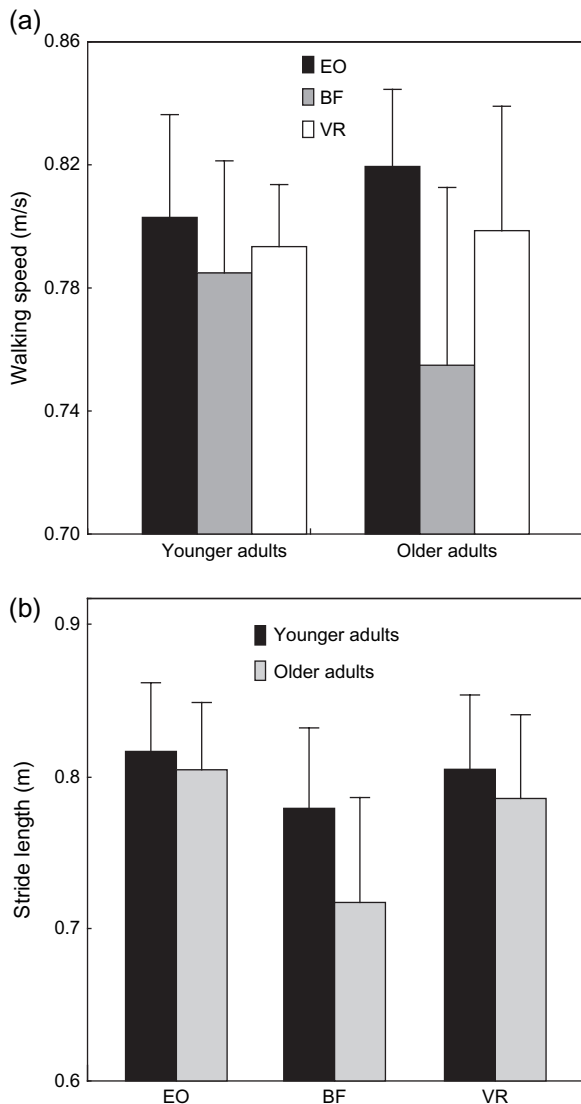 (a)
0.86
0.82
0.78
0.74
0.70
Walking speed (m/s)
EO
BF
VR
Younger adults Older adults
(b)
0.9
0.8
0.7
0.6
Stride length (m)
Younger adults
Older adults
EO BF VR